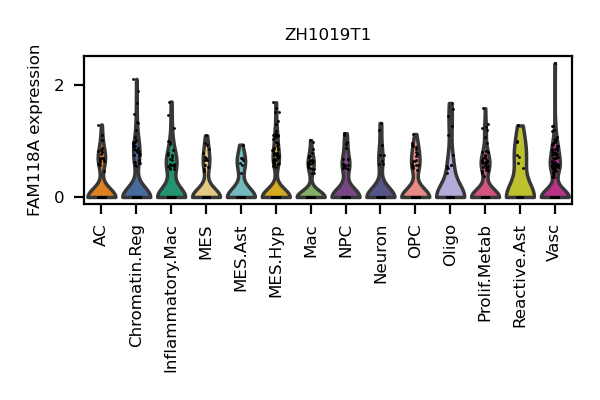 ZH1019T1
FAM118A expression
2
0
AC
Chromatin.Reg
Inflammatory.Mac
MES
MES.Ast
MES.Hyp
Mac
NPC
Neuron
OPC
Oligo
Prolif.Metab
Reactive.Ast
Vasc